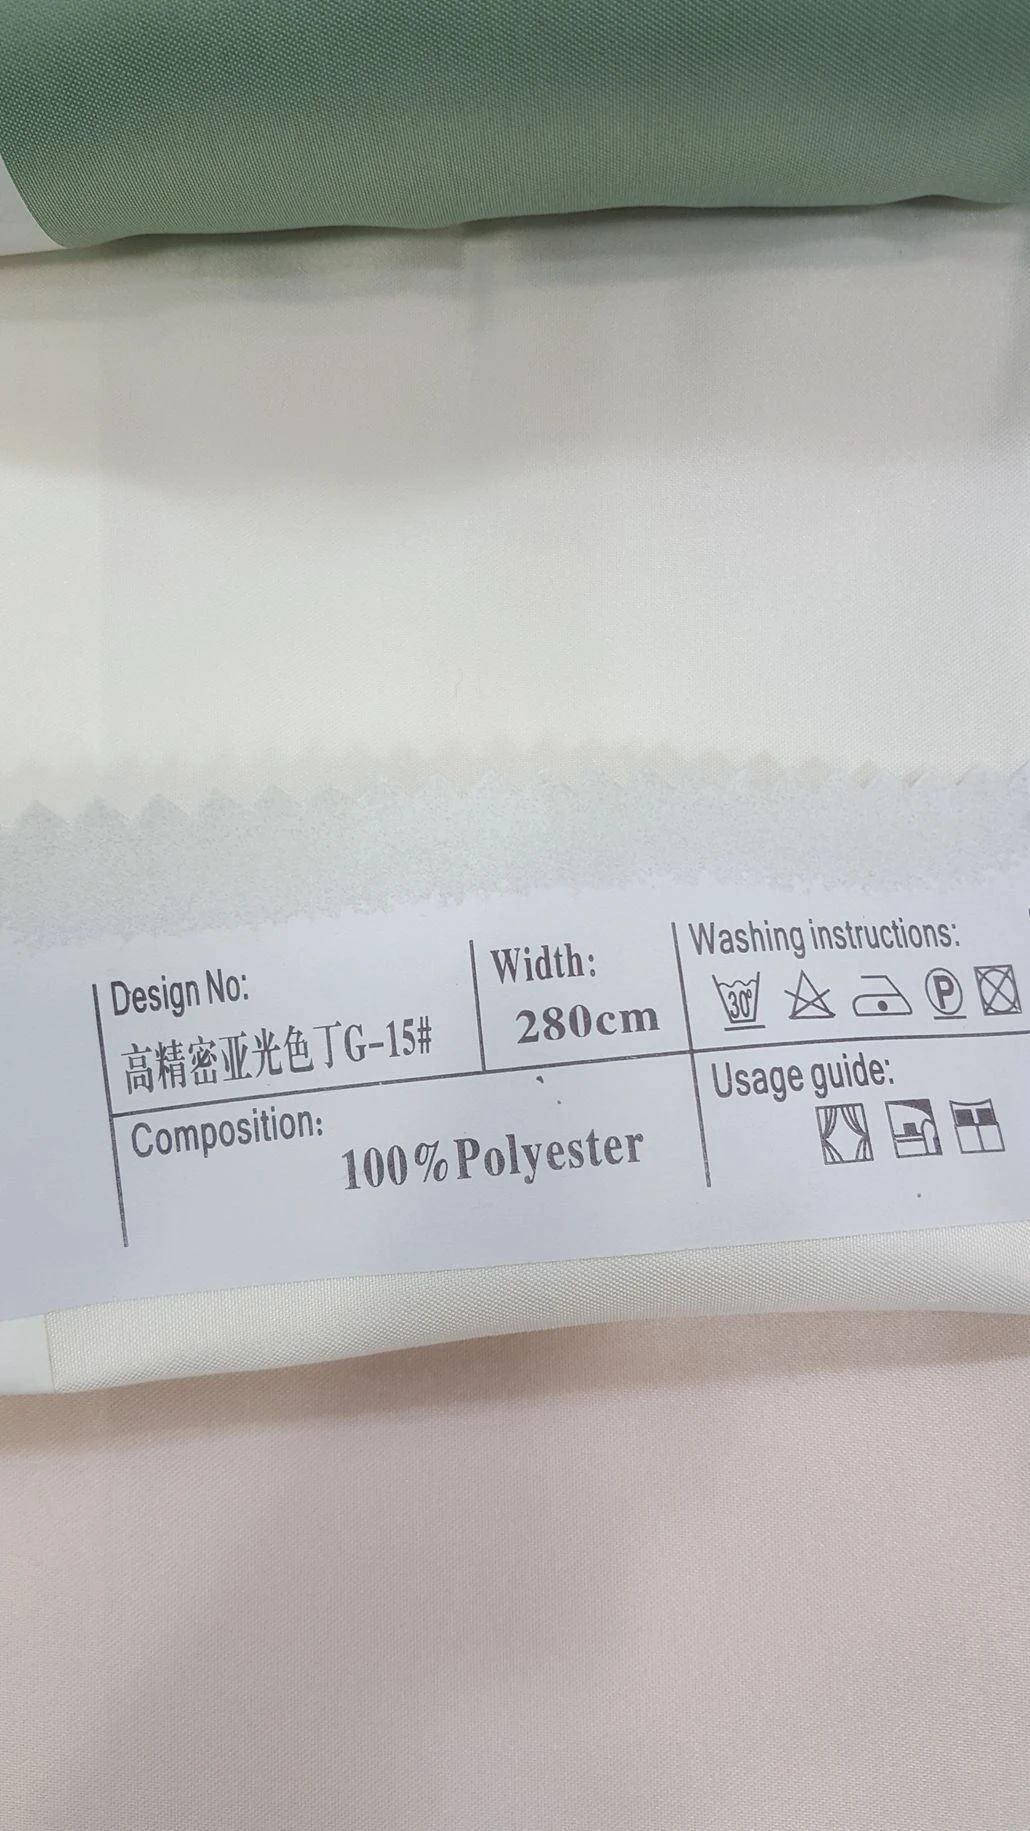 Design No:
高精密亚光色丁G-15#
Width:
280cm
Washing instructions:
30°
P
Composition:
100%Polyester
Usage guide: